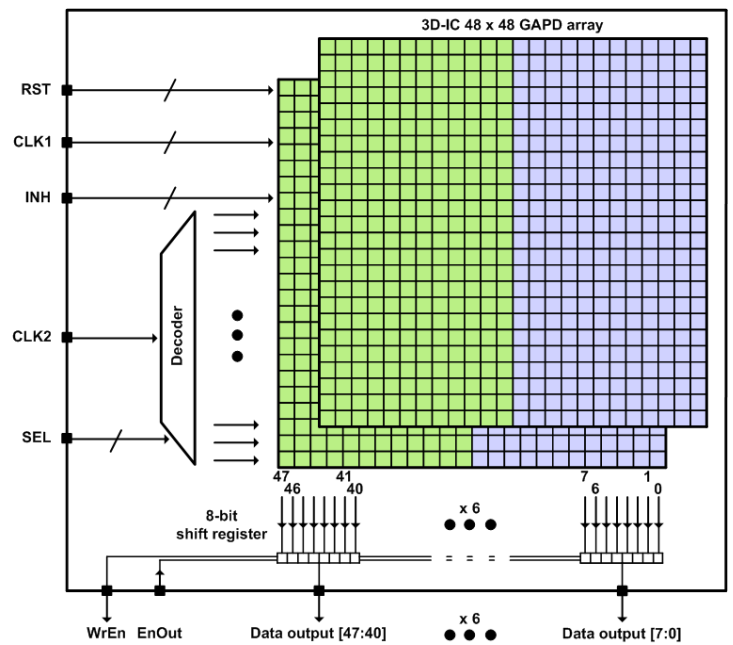 3D-IC 48 x 48 GAPD array
RST
CLK1
INH
Decoder
CLK2
SEL
47
46
41
40
7
6
1
0
8-bit
shift register
x 6
WrEn
EnOut
Data output [47:40]
x 6
Data output [7:0]